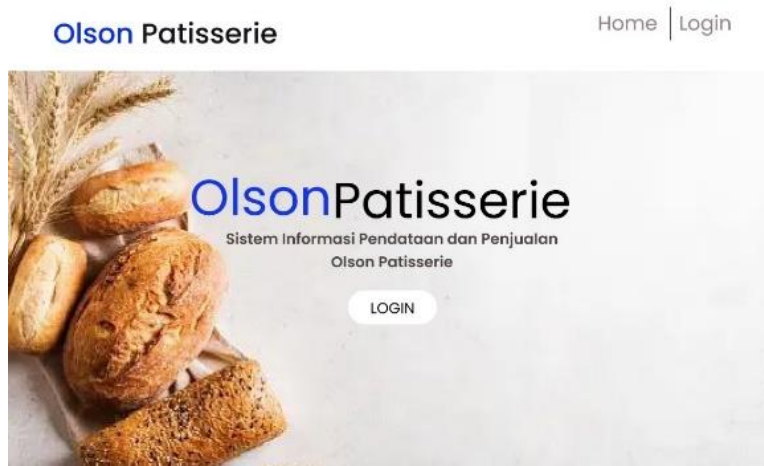 Olson Patisserie
Home | Login
OlsonPatisserie
Sistem Informasi Pendataan dan Penjualan
Olson Patisserie
LOGIN